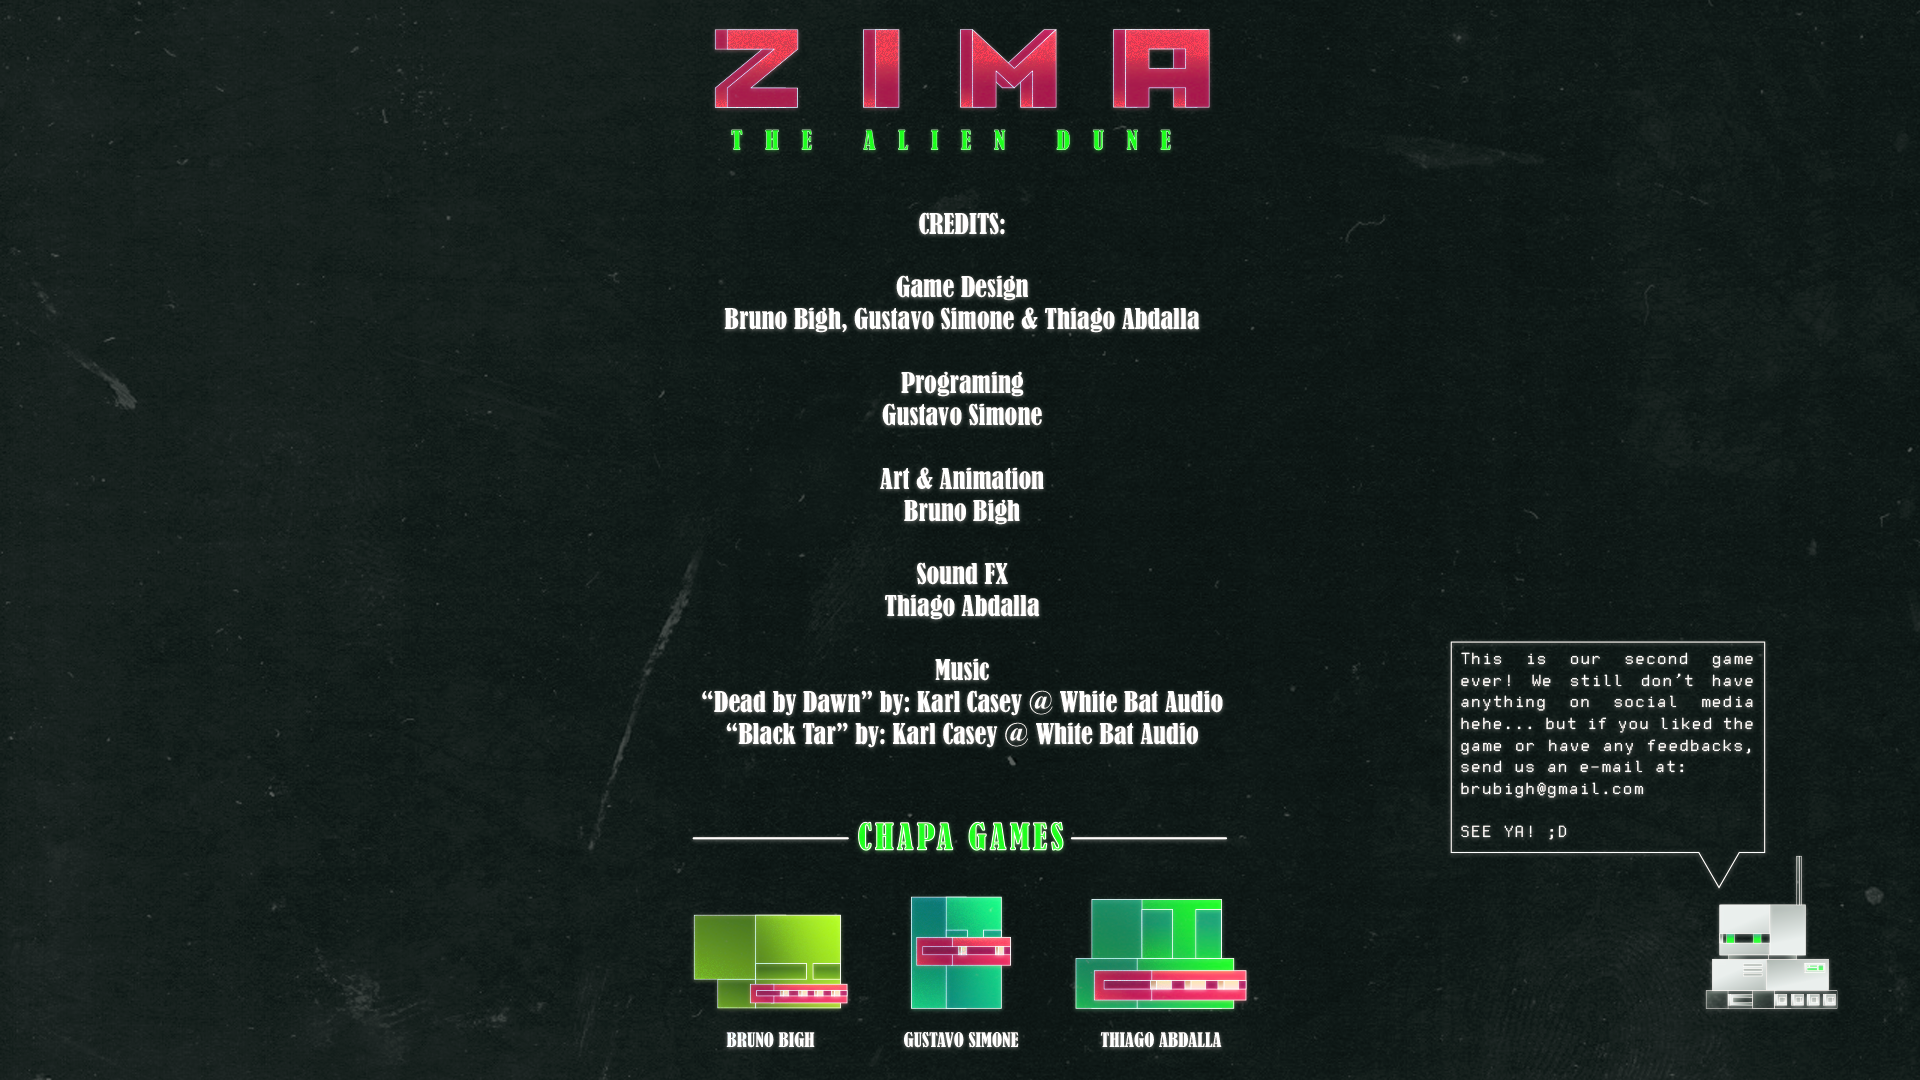 ZIMA
THE ALIEN DUNE
CREDITS:
Game Design
Bruno Bigh, Gustavo Simone & Thiago Abdalla
Programing
Gustavo Simone
Art & Animation
Bruno Bigh
Sound FX
Thiago Abdalla
Music
“Dead by Dawn” by: Karl Casey @ White Bat Audio
“Black Tar” by: Karl Casey @ White Bat Audio
CHAPA GAMES
BRUNO BIGH
GUSTAVO SIMONE
THIAGO ABDALLA
This is our second game
ever! We still don’t have
anything on social media
hehe... but if you liked the
game or have any feedbacks,
send us an e-mail at:
brubigh@gmail.com
SEE YA! ;D